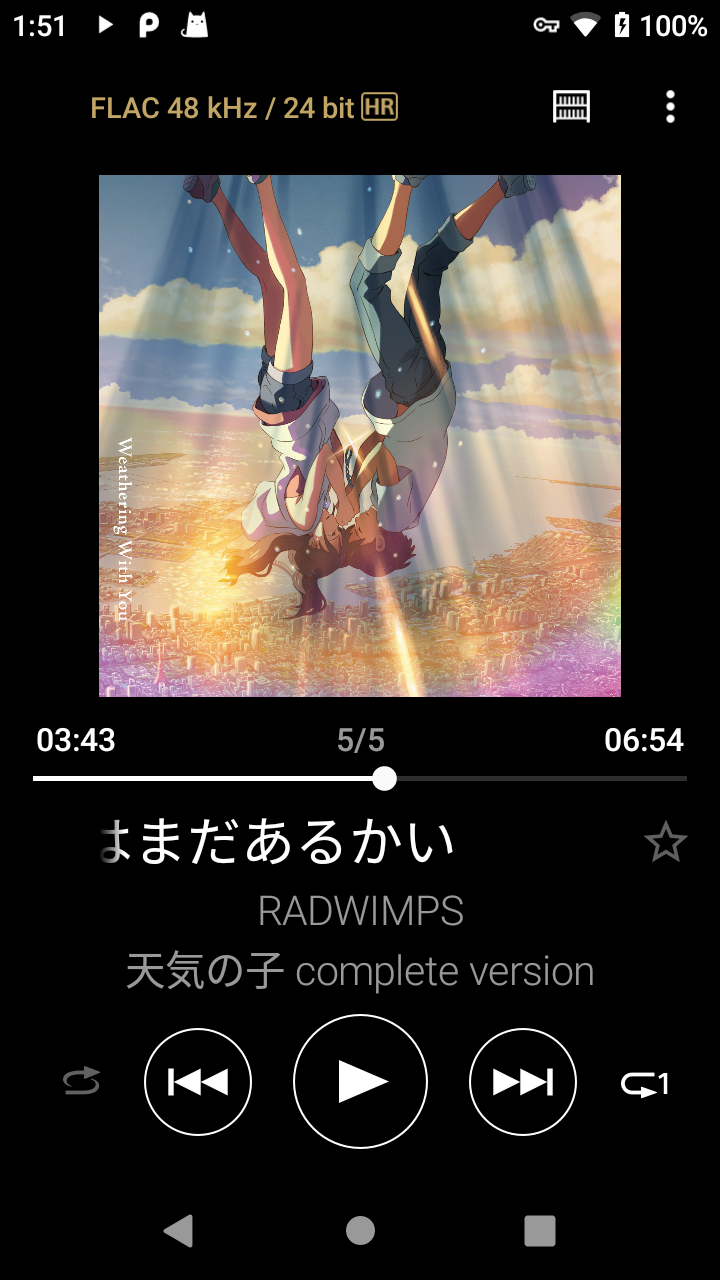 1:51
100%
FLAC 48 kHz / 24 bit HR
Weathering With You
03:43
5/5
06:54
はまだあるかい
RADWIMPS
天気の子 complete version
1